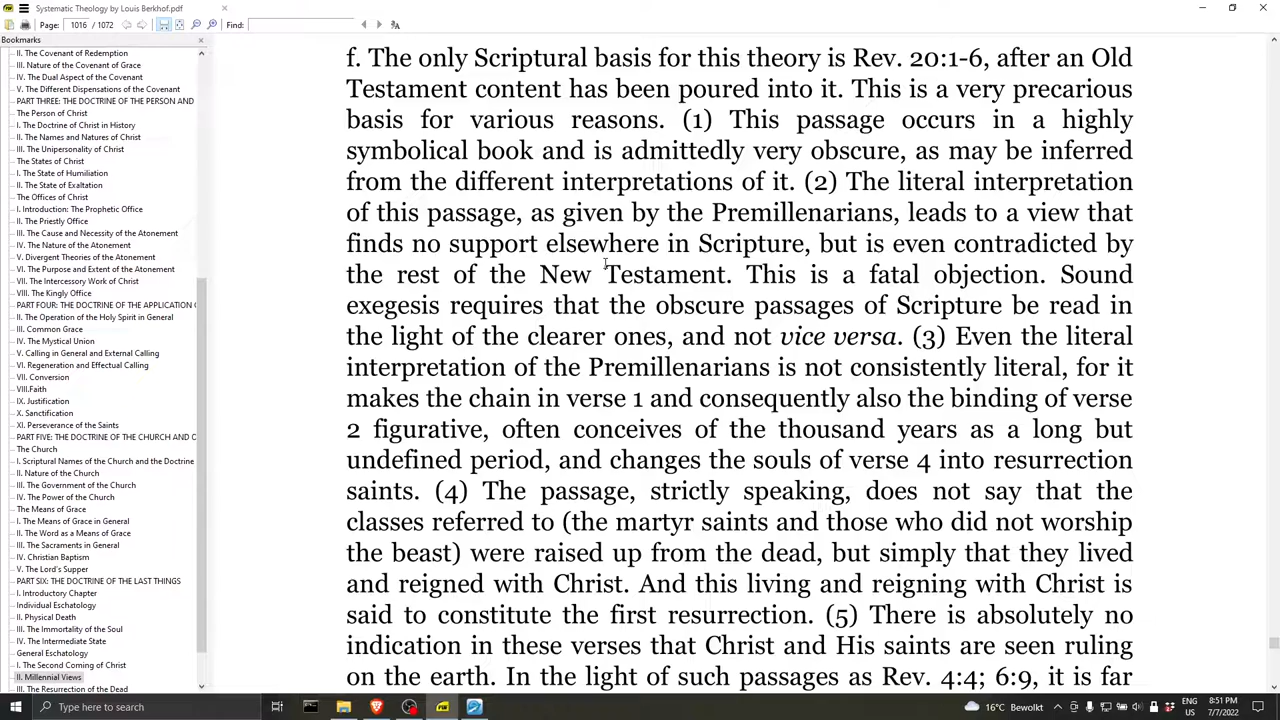 Systematic Theology by Louis Berkhof.pdf
Page: 1016 / 1072
Find:
Bookmarks
II. The Covenant of Redemption
III. Nature of the Covenant of Grace
IV. The Dual Aspect of the Covenant
V. The Different Dispensations of the Covenant
PART THREE: THE DOCTRINE OF THE PERSON AND
The Person of Christ
I. The Doctrine of Christ in History
II. The Names and Natures of Christ
III. The Unipersonality of Christ
The States of Christ
I. The State of Humiliation
II. The State of Exaltation
The Offices of Christ
I. Introduction: The Prophetic Office
II. The Priestly Office
III. The Cause and Necessity of the Atonement
IV. The Nature of the Atonement
V. Divergent Theories of the Atonement
VI. The Purpose and Extent of the Atonement
VII. The Intercessory Work of Christ
VIII. The Kingly Office
PART FOUR: THE DOCTRINE OF THE APPLICATION O
II. The Operation of the Holy Spirit in General
III. Common Grace
IV. The Mystical Union
V. Calling in General and External Calling
VI. Regeneration and Effectual Calling
VII. Conversion
VIII.Faith
IX. Justification
X. Sanctification
XI. Perseverance of the Saints
PART FIVE: THE DOCTRINE OF THE CHURCH AND O
The Church
I. Scriptural Names of the Church and the Doctrine
II. Nature of the Church
III. The Government of the Church
IV. The Power of the Church
The Means of Grace
I. The Means of Grace in General
II. The Word as a Means of Grace
III. The Sacraments in General
IV. Christian Baptism
V. The Lord's Supper
PART SIX: THE DOCTRINE OF THE LAST THINGS
I. Introductory Chapter
Individual Eschatology
II. Physical Death
III. The Immortality of the Soul
IV. The Intermediate State
General Eschatology
I. The Second Coming of Christ
II. Millennial Views
III. The Resurrection of the Dead
f. The only Scriptural basis for this theory is Rev. 20:1-6, after an Old
Testament content has been poured into it. This is a very precarious
basis for various reasons. (1) This passage occurs in a highly
symbolical book and is admittedly very obscure, as may be inferred
from the different interpretations of it. (2) The literal interpretation
of this passage, as given by the Premillenarians, leads to a view that
finds no support elsewhere in Scripture, but is even contradicted by
the rest of the New Testament. This is a fatal objection. Sound
exegesis requires that the obscure passages of Scripture be read in
the light of the clearer ones, and not vice versa. (3) Even the literal
interpretation of the Premillenarians is not consistently literal, for it
makes the chain in verse 1 and consequently also the binding of verse
2 figurative, often conceives of the thousand years as a long but
undefined period, and changes the souls of verse 4 into resurrection
saints. (4) The passage, strictly speaking, does not say that the
classes referred to (the martyr saints and those who did not worship
the beast) were raised up from the dead, but simply that they lived
and reigned with Christ. And this living and reigning with Christ is
said to constitute the first resurrection. (5) There is absolutely no
indication in these verses that Christ and His saints are seen ruling
on the earth. In the light of such passages as Rev. 4:4; 6:9, it is far
Type here to search
16°C Bewolkt
ENG
US
8:51 PM
7/7/2022